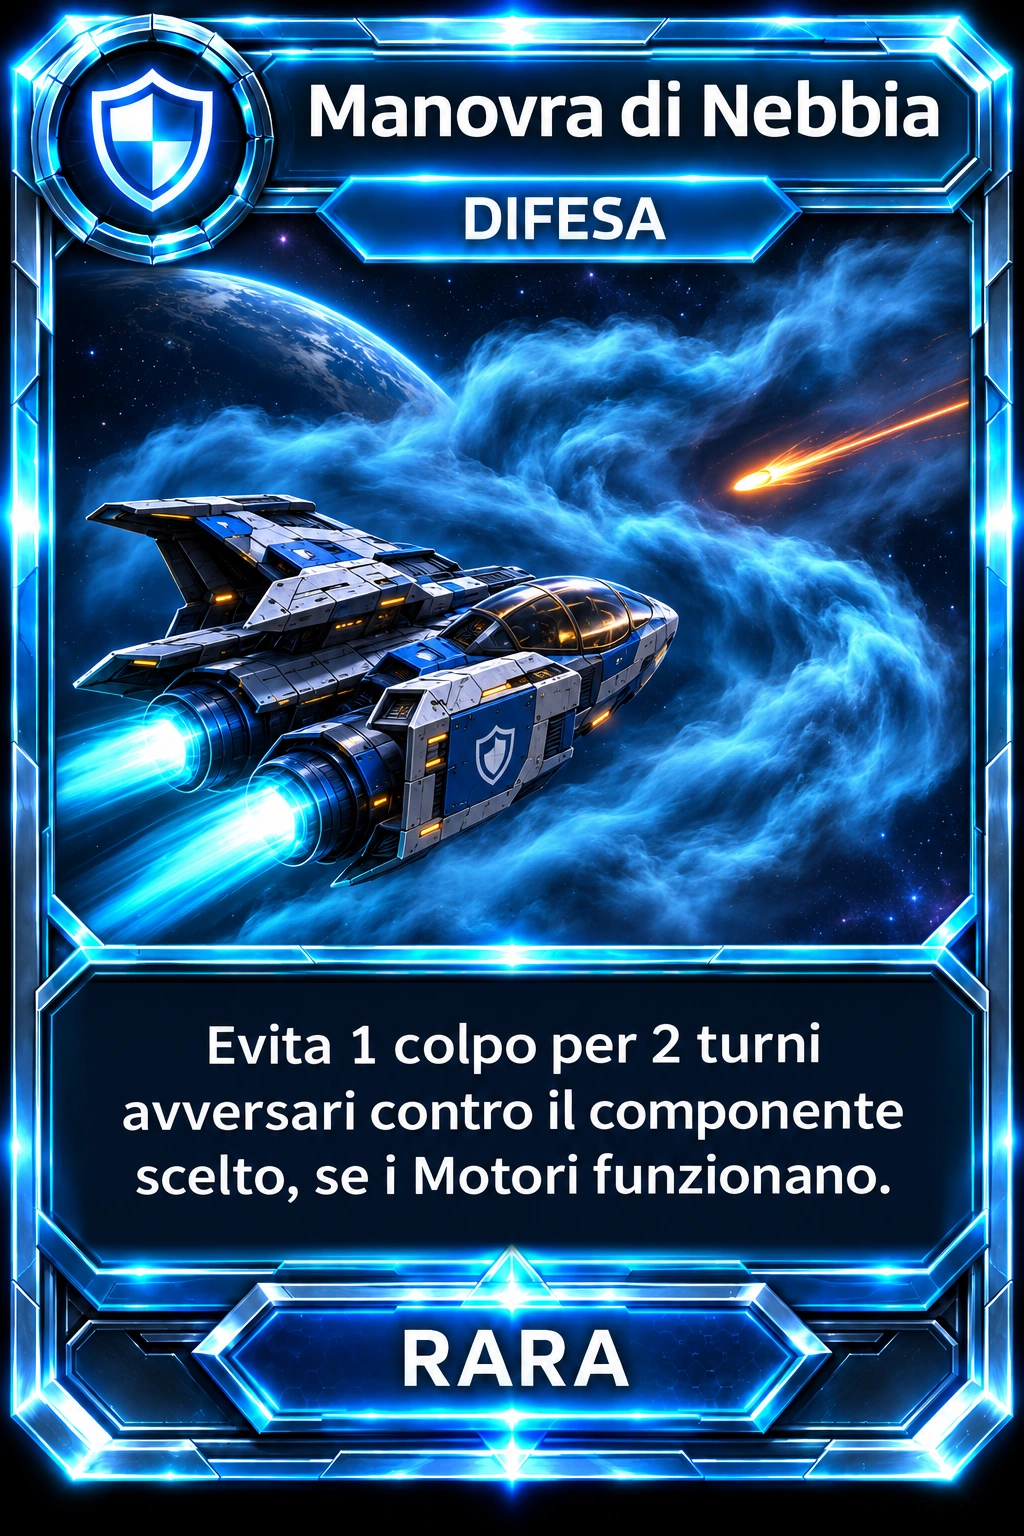 Manovra di Nebbia
DIFESA
Evita 1 colpo per 2 turni
avversari contro il componente
scelto, se i Motori funzionano.
RARA